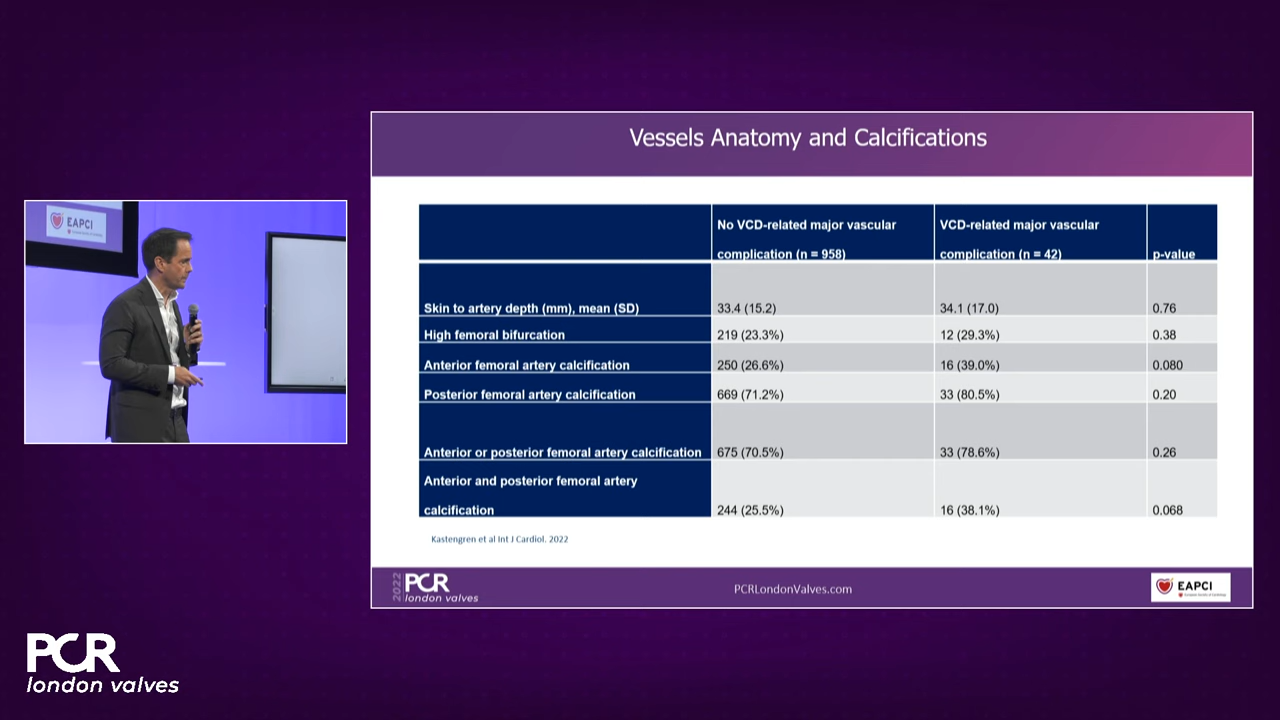 EAPCI
Vessels Anatomy and Calcifications
No VCD-related major vascular
complication (n = 958)
VCD-related major vascular
complication (n = 42)
p-value
Skin to artery depth (mm), mean (SD) 33.4 (15.2) 34.1 (17.0) 0.76
High femoral bifurcation 219 (23.3%) 12 (29.3%) 0.38
Anterior femoral artery calcification 250 (26.6%) 16 (39.0%) 0.080
Posterior femoral artery calcification 669 (71.2%) 33 (80.5%) 0.20
Anterior or posterior femoral artery calcification 675 (70.5%) 33 (78.6%) 0.26
Anterior and posterior femoral artery
calcification 244 (25.5%) 16 (38.1%) 0.068
Kastengren et al Int J Cardiol. 2022
2022
PCR
london valves
PCRLondonValves.com
EAPCI
PCR
london valves